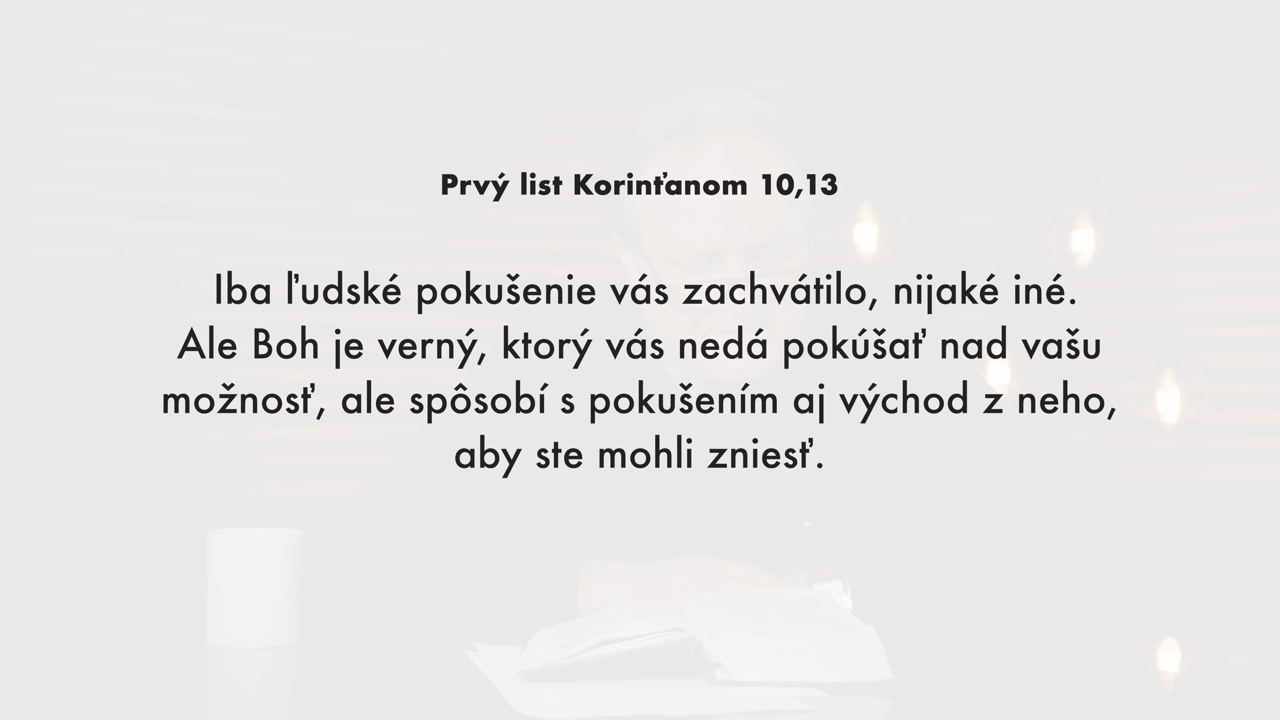 Prvý list Korinťanom 10,13
Iba ľudské pokušenie vás zachvátilo, nijaké iné.
Ale Boh je verný, ktorý vás nedá pokúšať nad vašu
možnosť, ale spôsobí s pokušením aj východ z neho,
aby ste mohli zniesť.